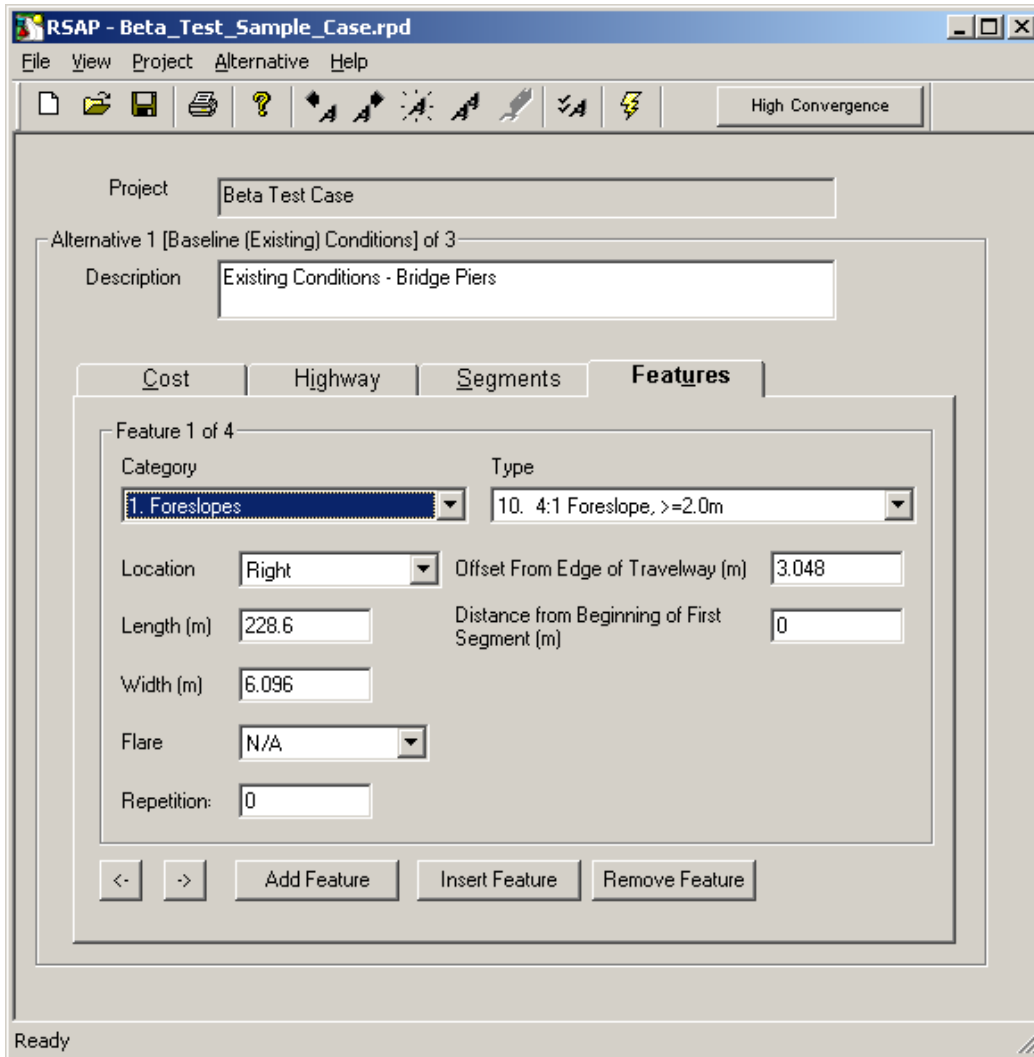 RSAP - Beta_Test_Sample_Case.rpd
File View Project Alternative Help
High Convergence
Project Beta Test Case
Alternative 1 [Baseline (Existing) Conditions] of 3
Description Existing Conditions - Bridge Piers
Cost Highway Segments Features
Feature 1 of 4
Category Type
1. Foreslopes 10. 4:1 Foreslope, >=2.0m
Location Right Offset From Edge of Travelway (m) 3.048
Length (m) 228.6 Distance from Beginning of First Segment (m) 0
Width (m) 6.096
Flare N/A
Repetition: 0
<- -> Add Feature Insert Feature Remove Feature
Ready